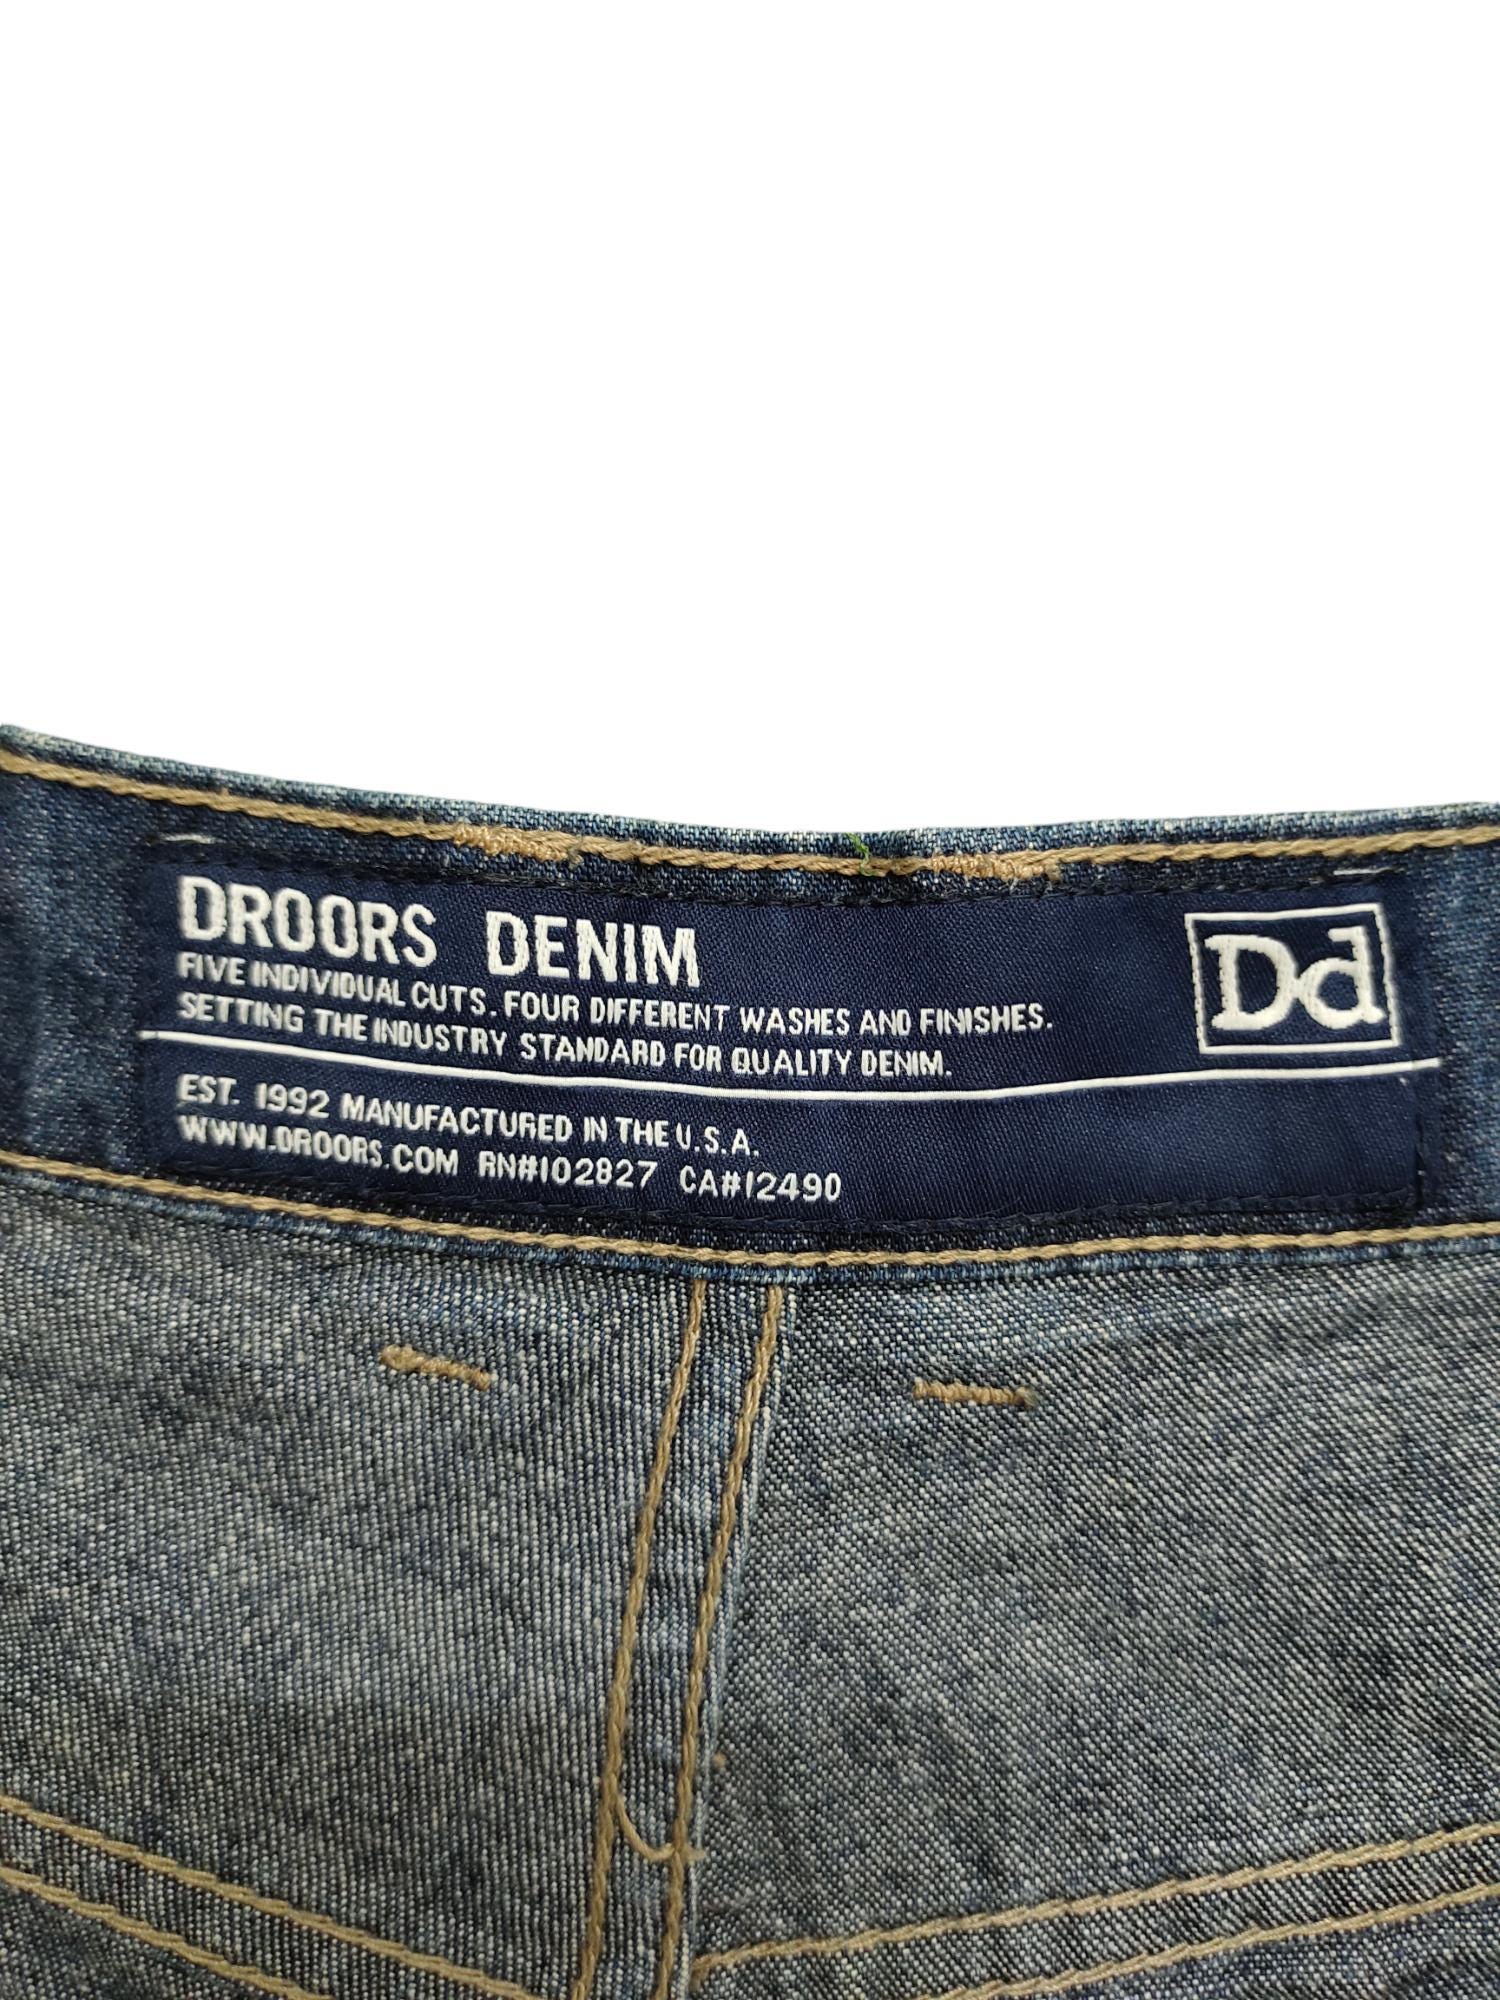 DROORS DENIM
FIVE INDIVIDUAL CUTS. FOUR DIFFERENT WASHES AND FINISHES.
SETTING THE INDUSTRY STANDARD FOR QUALITY DENIM.
Dd
EST. 1992 MANUFACTURED IN THE U.S.A.
WWW.DROORS.COM RN#102827 CA#12490